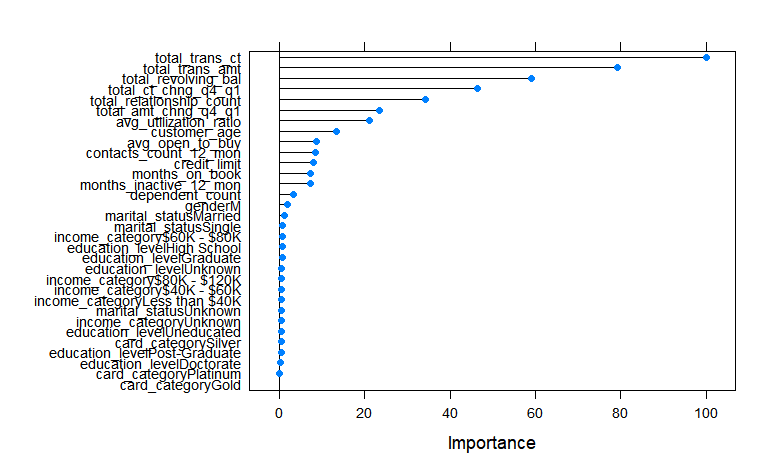 total_trans_ct
total_trans_amt
total_revolving_bal
total_ct_chng_q4_q1
total_relationship_count
total_amt_chng_q4_q1
avg_utilization_ratio
customer_age
avg_open_to_buy
contacts_count_12_mon
credit_limit
months_on_book
months_inactive_12_mon
dependent_count
genderM
marital_statusMarried
marital_statusSingle
income_category$60K - $80K
education_levelHigh School
education_levelGraduate
education_levelUnknown
income_category$80K - $120K
income_category$40K - $60K
income_categoryLess than $40K
marital_statusUnknown
income_categoryUnknown
education_levelUneducated
card_categorySilver
education_levelPost-Graduate
education_levelDoctorate
card_categoryPlatinum
card_categoryGold
0 20 40 60 80 100
Importance